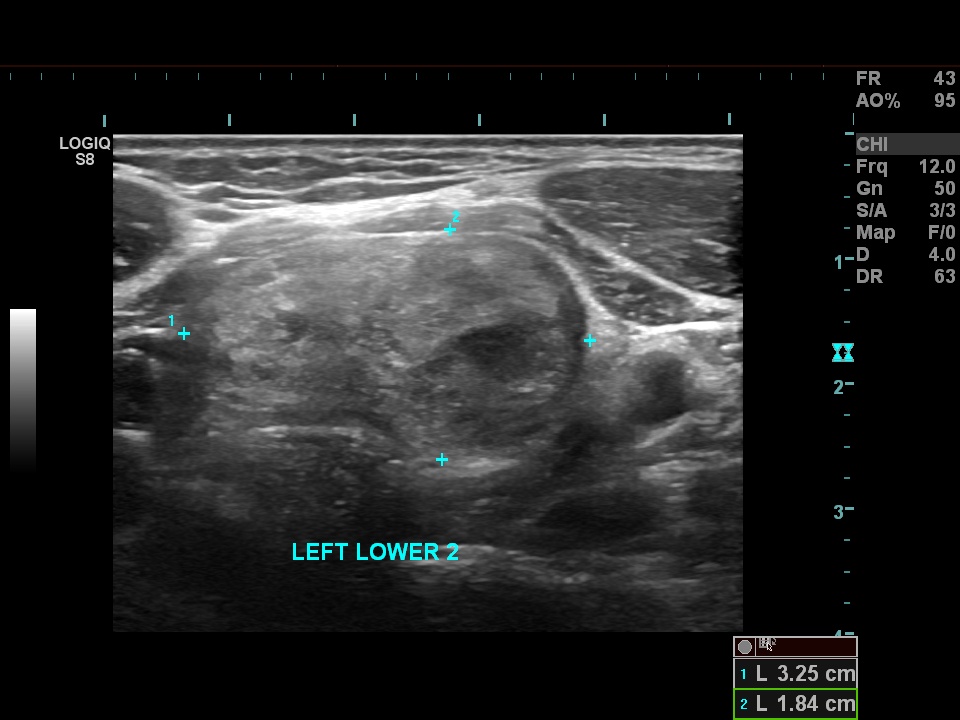 FR 43
AO% 95
LOGIQ
S8
CHI
Frq 12.0
Gn 50
S/A 3/3
Map F/0
D 4.0
DR 63
2
1
1
2
3
4
LEFT LOWER 2
1 L 3.25 cm
2 L 1.84 cm